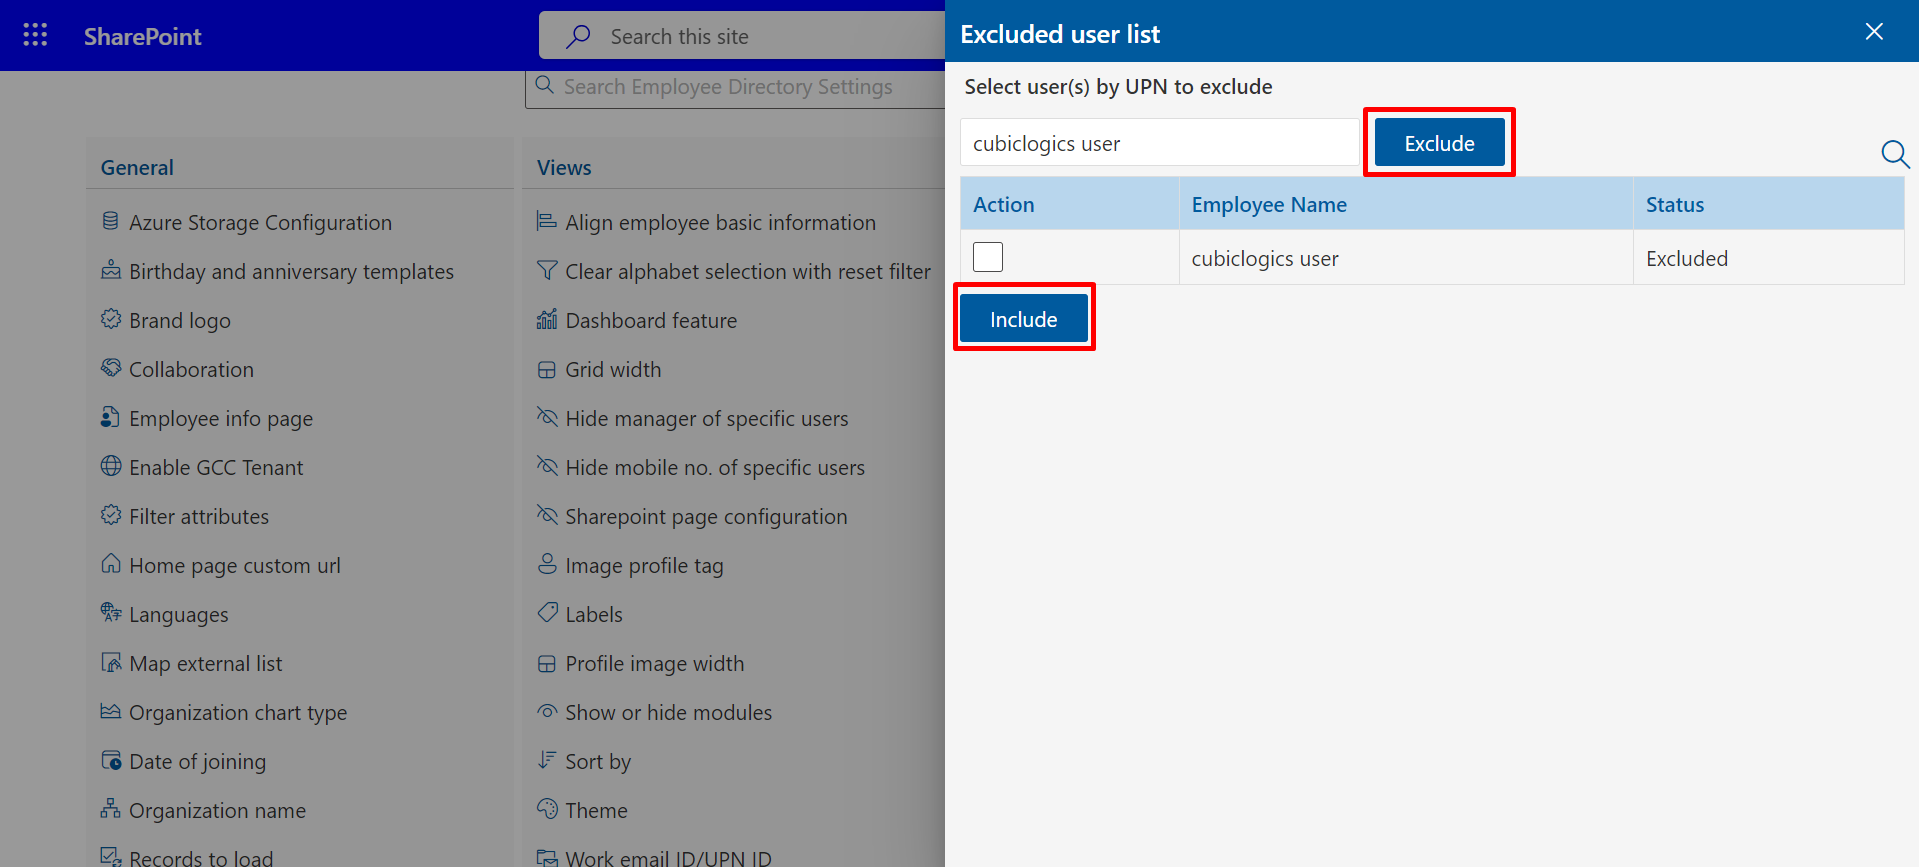 SharePoint
Search this site
Search Employee Directory Settings
General
Azure Storage Configuration
Birthday and anniversary templates
Brand logo
Collaboration
Employee info page
Enable GCC Tenant
Filter attributes
Home page custom url
Languages
Map external list
Organization chart type
Date of joining
Organization name
Records to load
Views
Align employee basic information
Clear alphabet selection with reset filter
Dashboard feature
Grid width
Hide manager of specific users
Hide mobile no. of specific users
Sharepoint page configuration
Image profile tag
Labels
Profile image width
Show or hide modules
Sort by
Theme
Work email ID/UPN ID
Excluded user list
Select user(s) by UPN to exclude
cubiclogics user
Exclude
Action Employee Name Status
cubiclogics user Excluded
Include